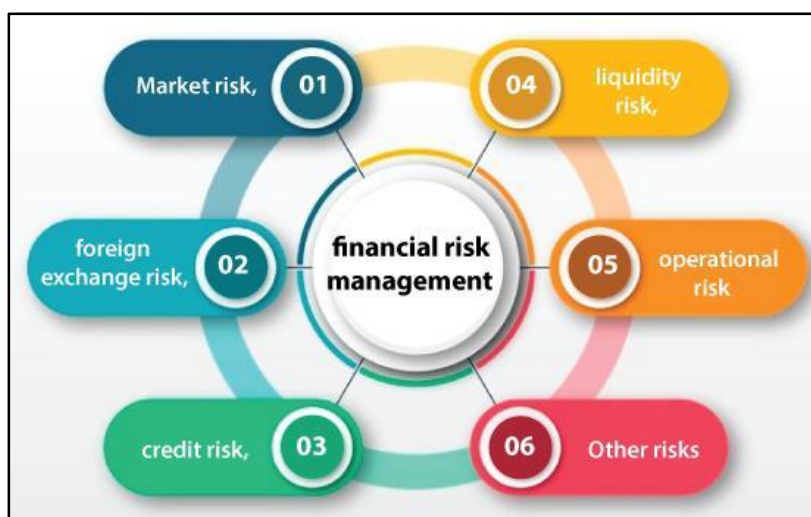 financial risk
management
Market risk,
01
foreign
exchange risk,
02
credit risk,
03
04
liquidity
risk,
05
operational
risk
06
Other risks